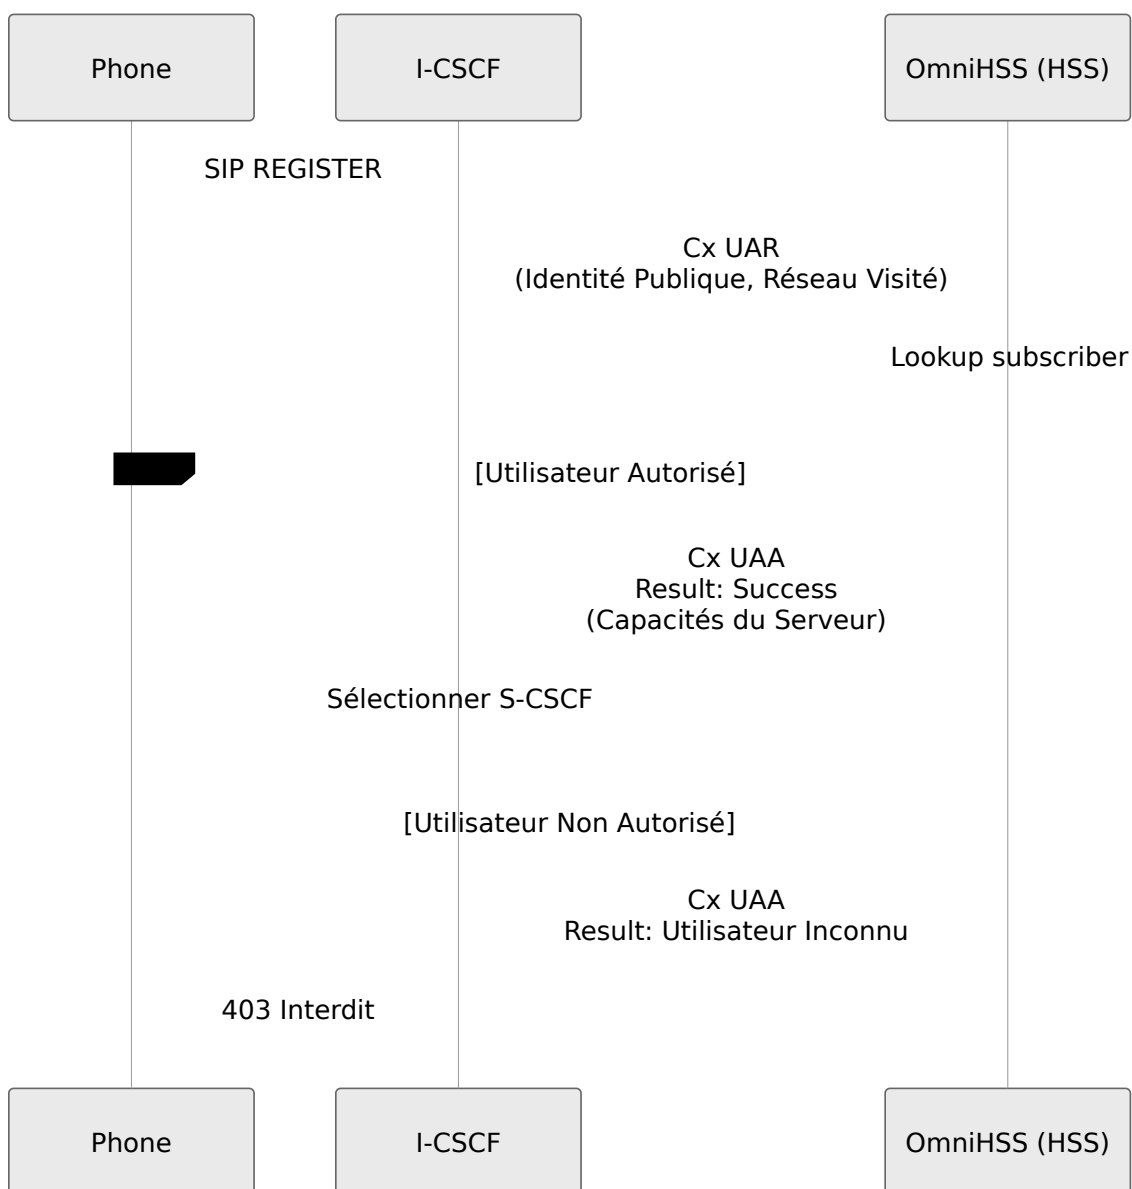 Phone
I-CSCF
OmniHSS (HSS)
SIP REGISTER
Cx UAR
(Identité Publique, Réseau Visité)
Lookup subscriber
[Utilisateur Autorisé]
Cx UAA
Result: Success
(Capacités du Serveur)
Sélectionner S-CSCF
[Utilisateur Non Autorisé]
Cx UAA
Result: Utilisateur Inconnu
403 Interdit
Phone
I-CSCF
OmniHSS (HSS)